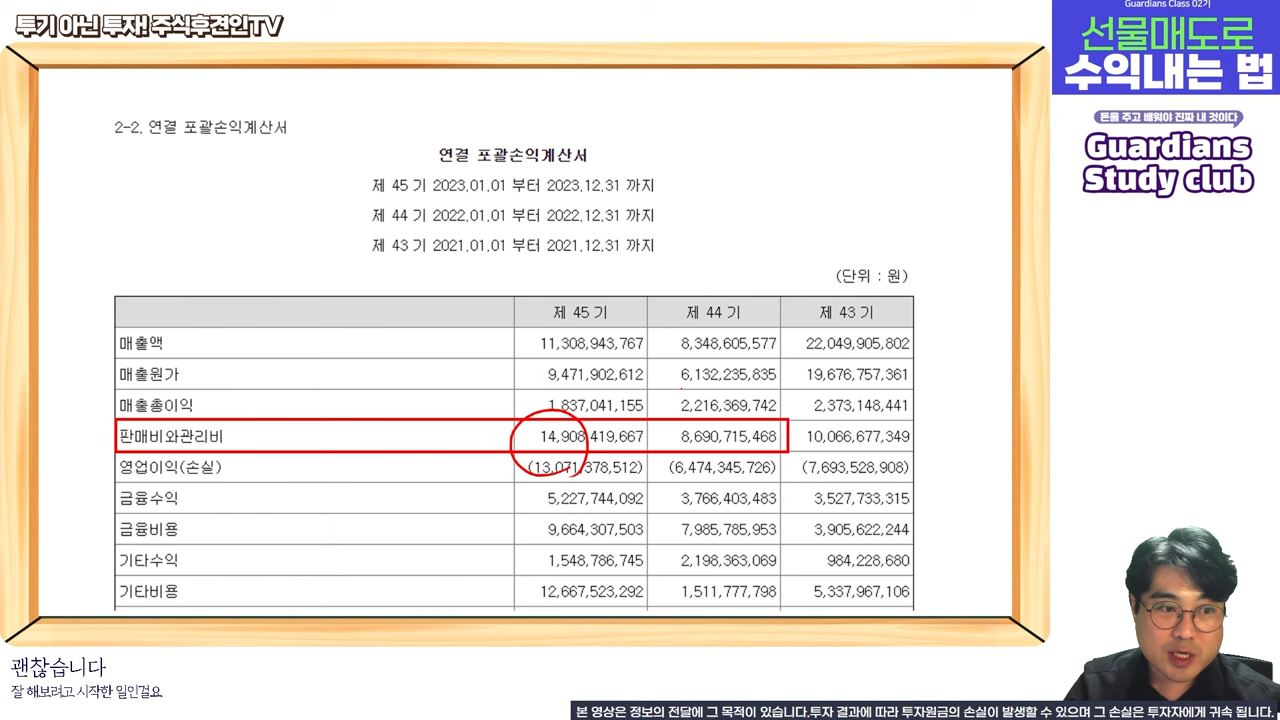 투기 아닌 투자! 주식후견인TV
Guardians Class 02기
선물매도로
수익내는 법
돈을 주고 배워야 진짜 내 것이다
Guardians
Study club
2-2. 연결 포괄손익계산서
연결 포괄손익계산서
제 45 기 2023.01.01 부터 2023.12.31 까지
제 44 기 2022.01.01 부터 2022.12.31 까지
제 43 기 2021.01.01 부터 2021.12.31 까지
(단위 : 원)
제 45 기 제 44 기 제 43 기
매출액 11,308,943,767 8,348,605,577 22,049,905,802
매출원가 9,471,902,612 6,132,235,835 19,676,757,361
매출총이익 1,837,041,155 2,216,369,742 2,373,148,441
판매비와관리비 14,908,419,667 8,690,715,468 10,066,677,349
영업이익(손실) (13,071,378,512) (6,474,345,726) (7,693,528,908)
금융수익 5,227,744,092 3,766,403,483 3,527,733,315
금융비용 9,664,307,503 7,985,785,953 3,905,622,244
기타수익 1,548,786,745 2,198,363,069 984,228,680
기타비용 12,667,523,292 1,511,777,798 5,337,967,106
괜찮습니다
잘 해보려고 시작한 일인걸요
본 영상은 정보의 전달에 그 목적이 있습니다.투자 결과에 따라 투자원금의 손실이 발생할 수 있으며 그 손실은 투자자에게 귀속 됩니다.